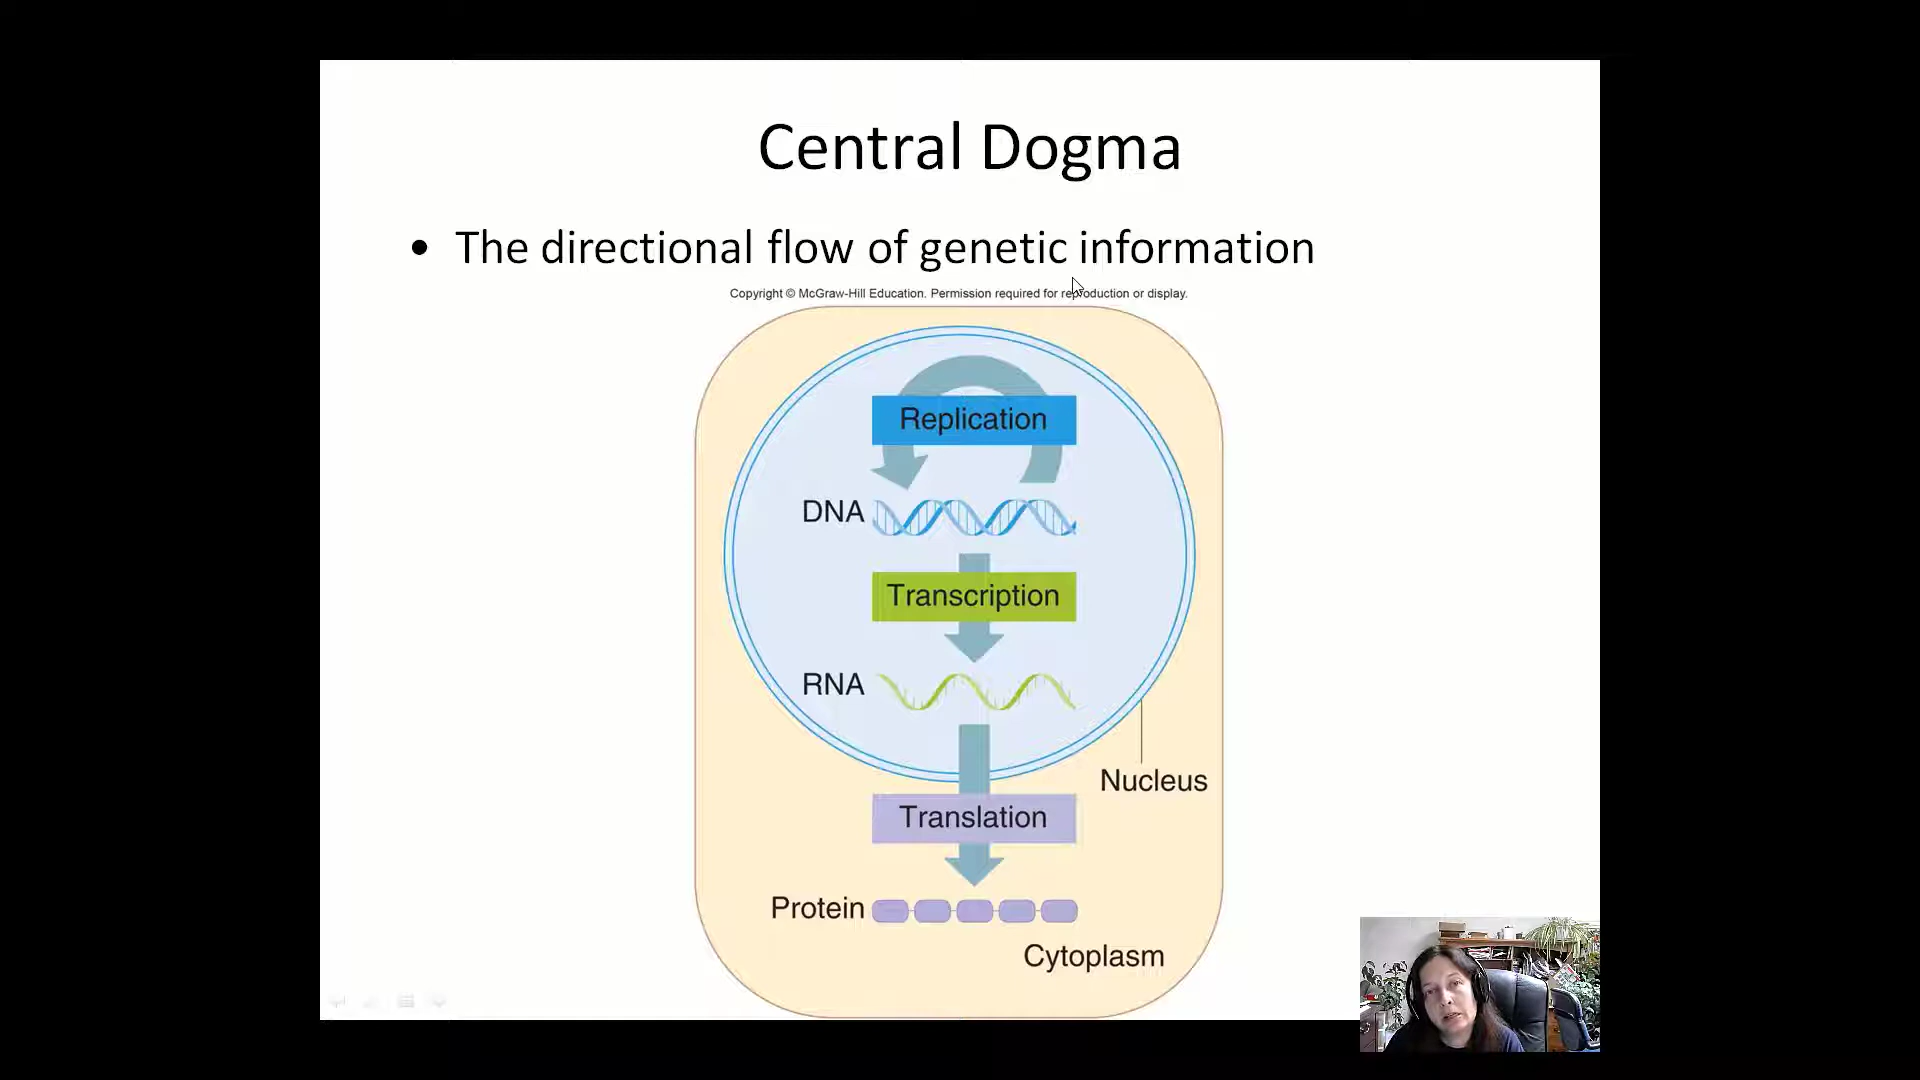 Central Dogma
• The directional flow of genetic information
Copyright © McGraw-Hill Education. Permission required for reproduction or display.
Replication
DNA
Transcription
RNA
Nucleus
Translation
Protein
Cytoplasm